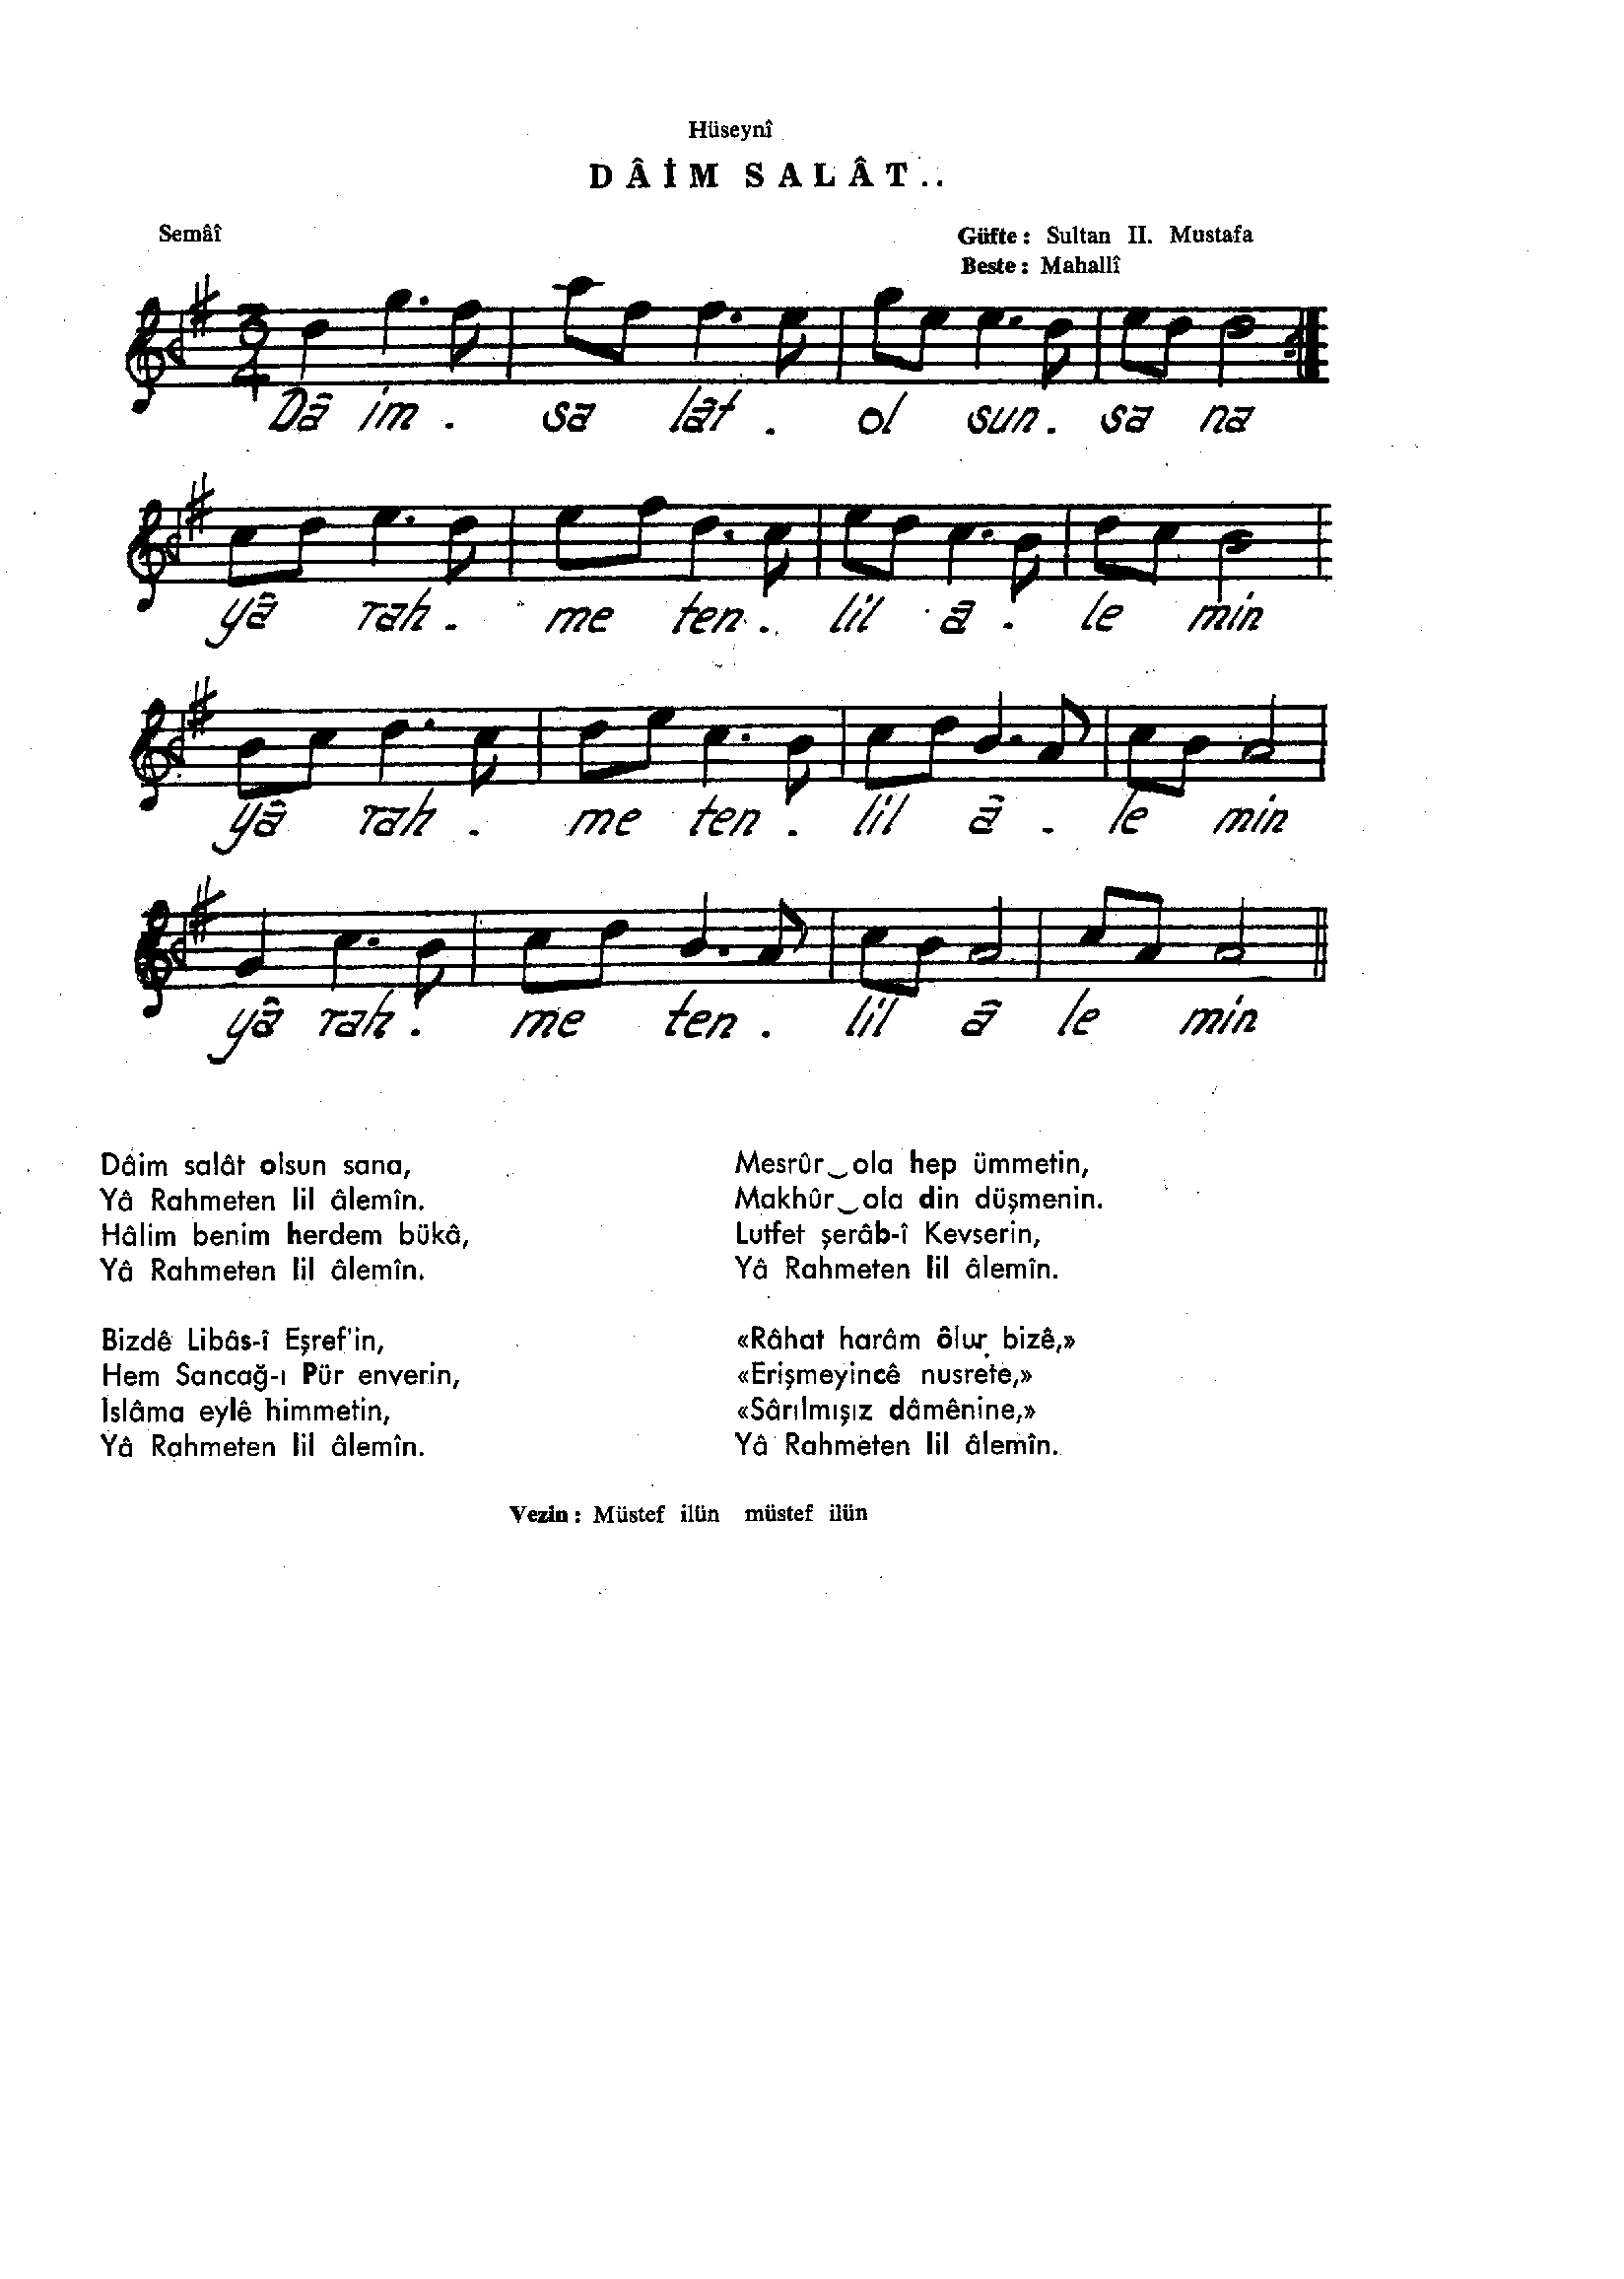 Hüseynî
DÂİM SALÂT..
Semâî
Güfte: Sultan II. Mustafa
Beste: Mahallî
Dâ im . sa lât . ol sun. sa na
yâ rah. me ten. lil a. le min
yâ rah. me ten. lil â. le min
yâ rah. me ten. lil â le min
Dâim salât olsun sana,
Yâ Rahmeten lil âlemîn.
Hâlim benim herdem bükâ,
Yâ Rahmeten lil âlemîn.
Bizdê Libâs-î Eşref'in,
Hem Sancağ-ı Pür enverin,
İslâma eylê himmetin,
Yâ Rahmeten lil âlemîn.
Mesrûr‿ola hep ümmetin,
Makhûr‿ola din düşmenin.
Lutfet şerâb-î Kevserin,
Yâ Rahmeten lil âlemîn.
«Râhat harâm ôlur bizê,»
«Erişmeyincê nusrete,»
«Sârılmışız dâmênine,»
Yâ Rahmeten lil âlemîn.
Vezin: Müstef ilün müstef ilün